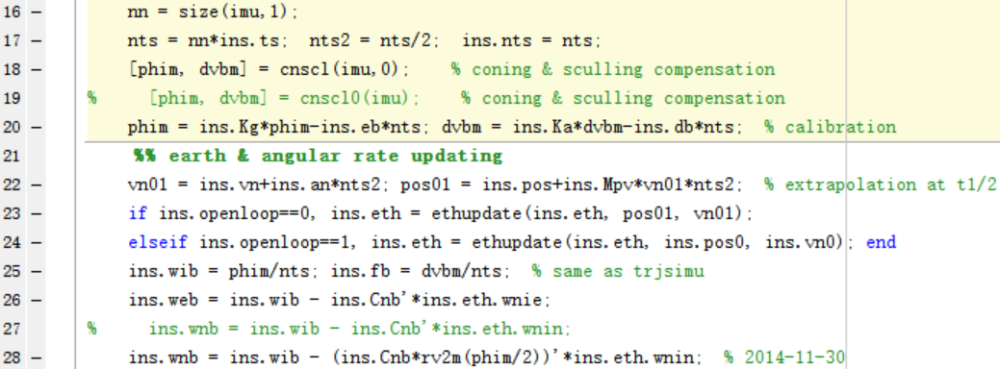 16 –     nn = size(imu,1);
17 –     nts = nn*ins.ts;  nts2 = nts/2;  ins.nts = nts;
18 –     [phim, dvbm] = cnscl(imu,0);    % coning & sculling compensation
19   %     [phim, dvbm] = cnscl0(imu);    % coning & sculling compensation
20 –     phim = ins.Kg*phim-ins.eb*nts; dvbm = ins.Ka*dvbm-ins.db*nts;  % calibration
21       %% earth & angular rate updating
22 –     vn01 = ins.vn+ins.an*nts2; pos01 = ins.pos+ins.Mpv*vn01*nts2;  % extrapolation at t1/2
23 –     if ins.openloop==0, ins.eth = ethupdate(ins.eth, pos01, vn01);
24 –     elseif ins.openloop==1, ins.eth = ethupdate(ins.eth, ins.pos0, ins.vn0); end
25 –     ins.wib = phim/nts; ins.fb = dvbm/nts;  % same as trjsimu
26 –     ins.web = ins.wib - ins.Cnb'*ins.eth.wnie;
27   %     ins.wnb = ins.wib - ins.Cnb'*ins.eth.wnin;
28 –     ins.wnb = ins.wib - (ins.Cnb*rv2m(phim/2))'*ins.eth.wnin;  % 2014-11-30